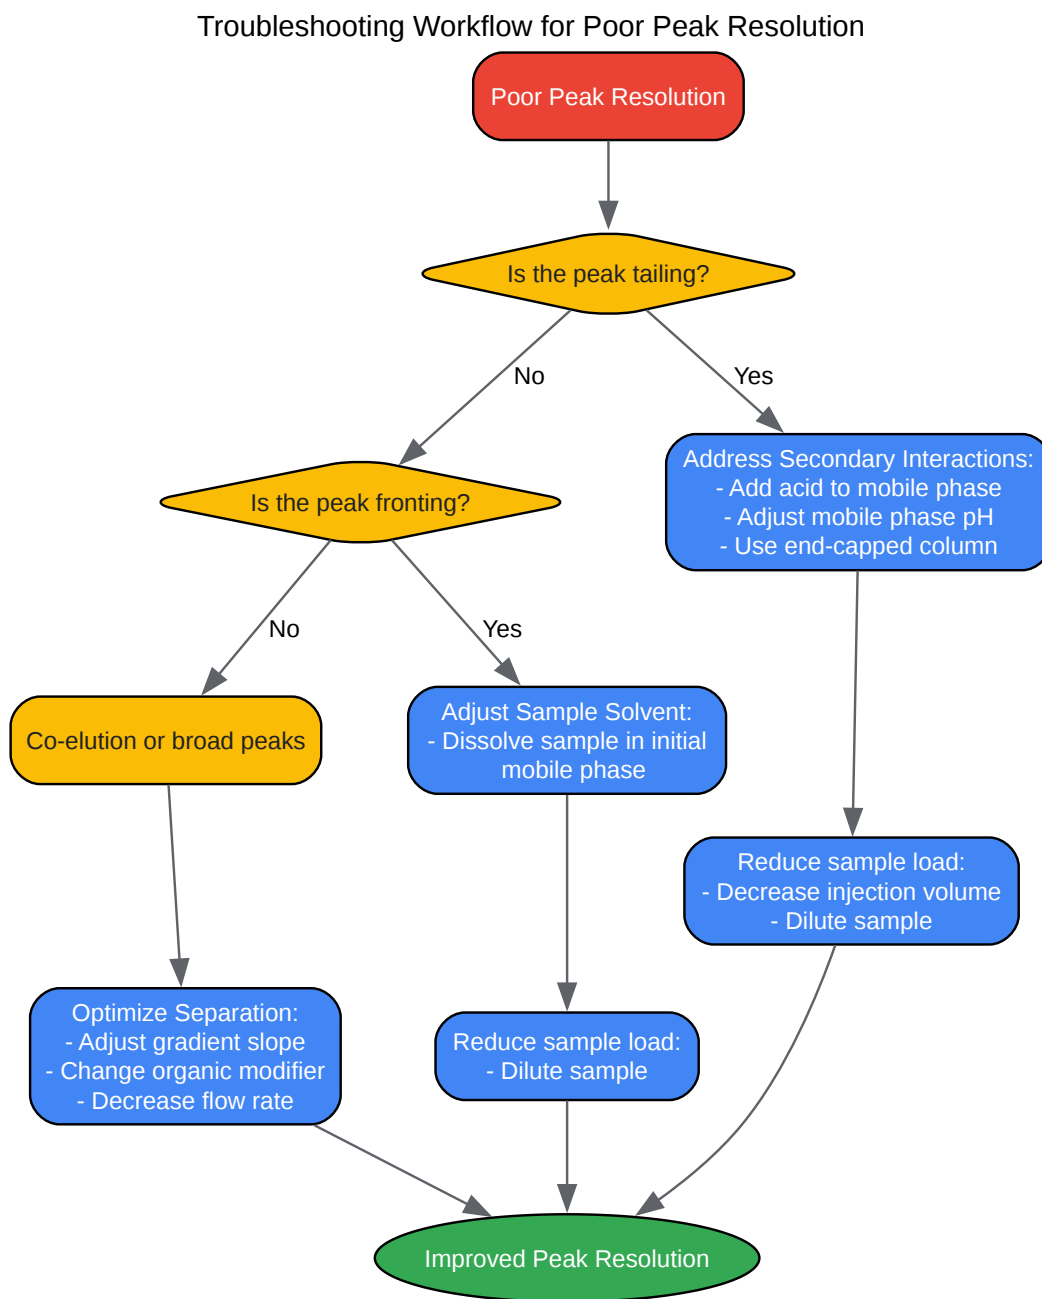 Troubleshooting Workflow for Poor Peak Resolution
Poor Peak Resolution
Is the peak tailing?
No
Yes
Address Secondary Interactions:
- Add acid to mobile phase
- Adjust mobile phase pH
- Use end-capped column
Is the peak fronting?
No
Yes
Co-elution or broad peaks
Adjust Sample Solvent:
- Dissolve sample in initial
mobile phase
Reduce sample load:
- Decrease injection volume
- Dilute sample
Optimize Separation:
- Adjust gradient slope
- Change organic modifier
- Decrease flow rate
Reduce sample load:
- Dilute sample
Improved Peak Resolution